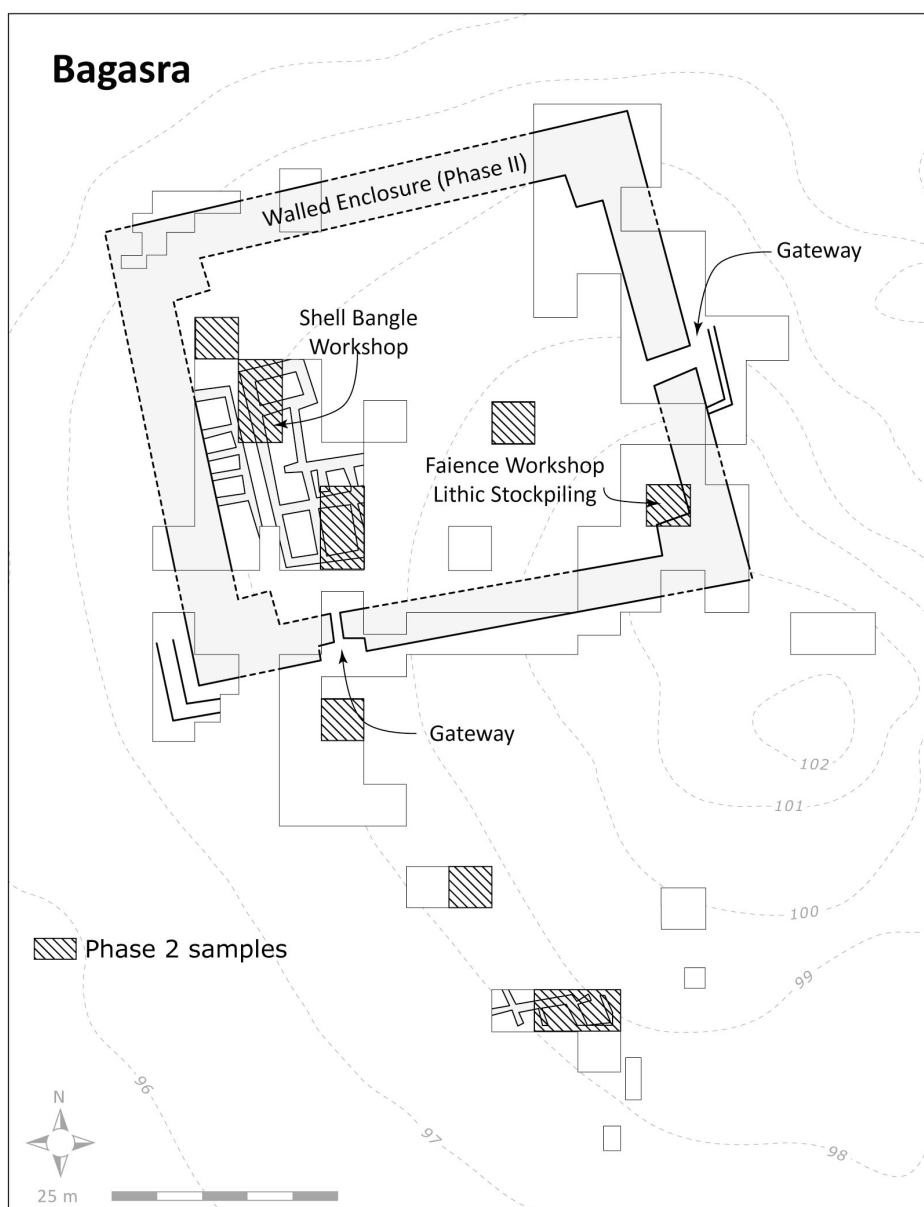 Bagasra
Walled Enclosure (Phase II)
Gateway
Shell Bangle
Workshop
Faience Workshop
Lithic Stockpiling
Gateway
102
101
100
Phase 2 samples
99
96
97
98
N
25 m